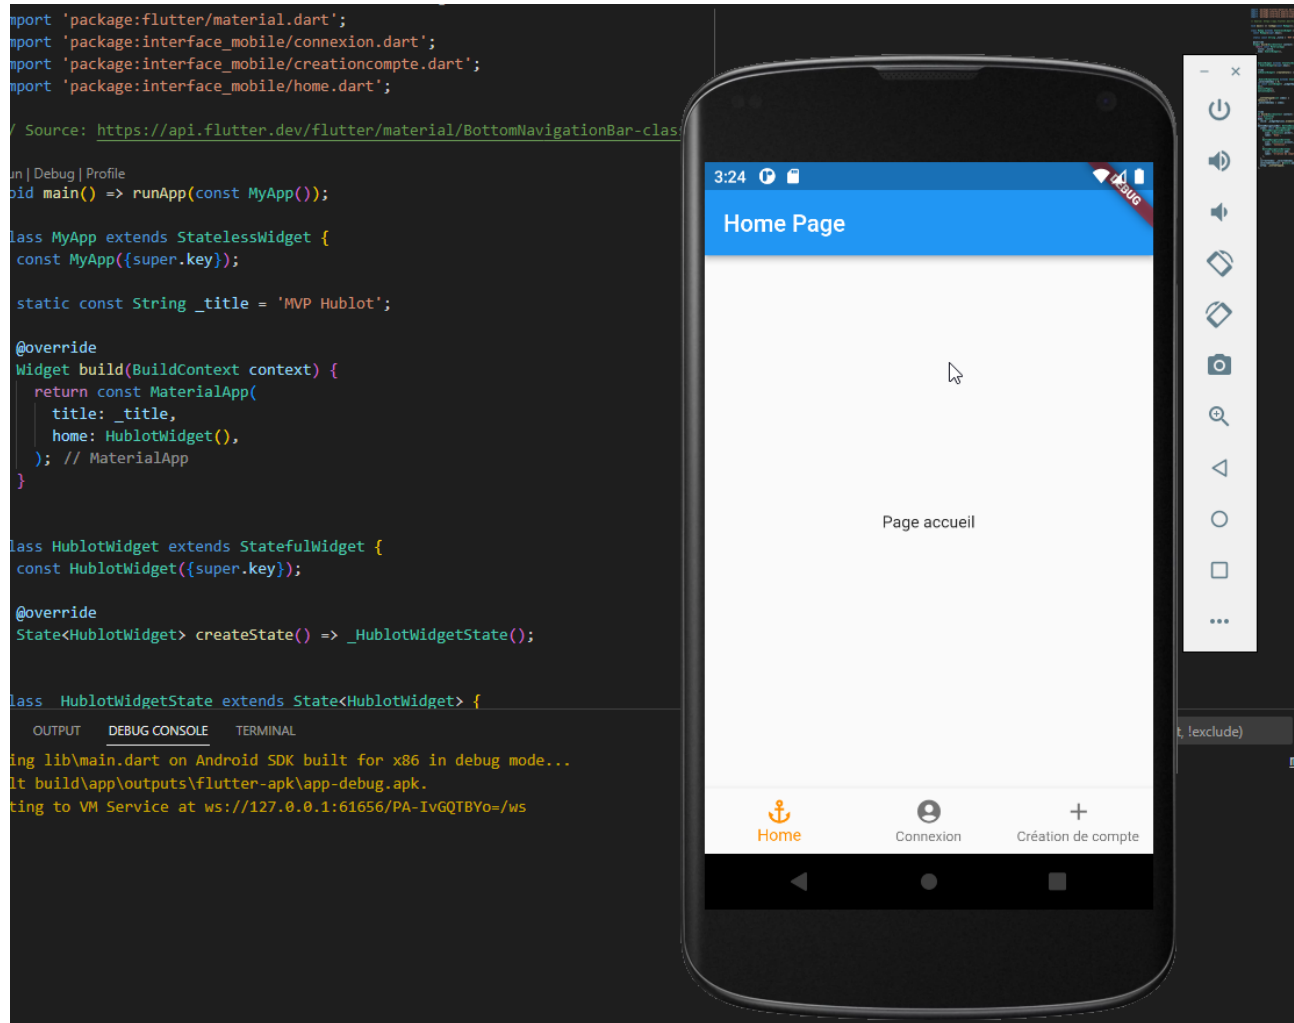 mport 'package:flutter/material.dart';
mport 'package:interface_mobile/connexion.dart';
mport 'package:interface_mobile/creationcompte.dart';
mport 'package:interface_mobile/home.dart';
/ Source: https://api.flutter.dev/flutter/material/BottomNavigationBar-clas
un | Debug | Profile
oid main() => runApp(const MyApp());
lass MyApp extends StatelessWidget {
const MyApp({super.key});
static const String _title = 'MVP Hublot';
@override
Widget build(BuildContext context) {
return const MaterialApp(
title: _title,
home: HublotWidget(),
); // MaterialApp
}
lass HublotWidget extends StatefulWidget {
const HublotWidget({super.key});
@override
State<HublotWidget> createState() => _HublotWidgetState();
lass _HublotWidgetState extends State<HublotWidget> {
OUTPUT DEBUG CONSOLE TERMINAL
t, !exclude)
ing lib\main.dart on Android SDK built for x86 in debug mode...
lt build\app\outputs\flutter-apk\app-debug.apk.
ting to VM Service at ws://127.0.0.1:61656/PA-IvGQTBYo=/ws
3:24
DEBUG
Home Page
Page accueil
Home
Connexion
Création de compte